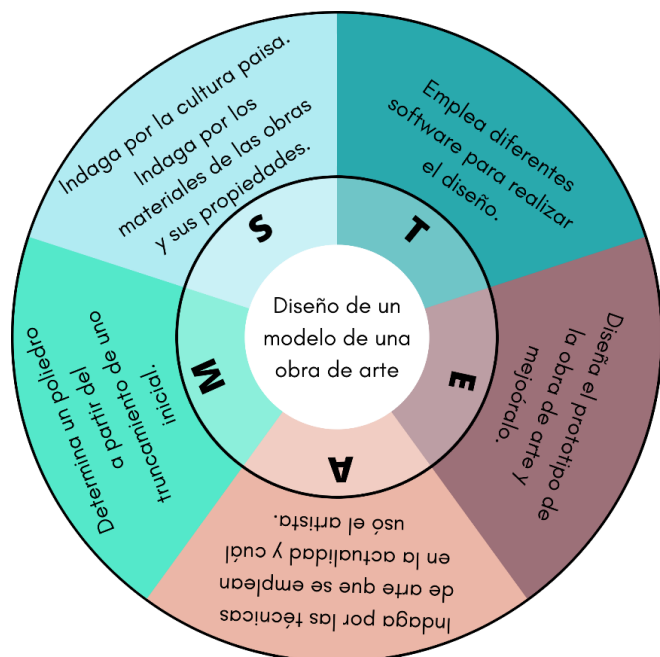 Indaga por la cultura paisa.
Indaga por los
materiales de las obras
y sus propiedades.
S
Emplea diferentes
software para realizar
el diseño.
T
Diseña el prototipo de
la obra de arte y
mejoóralo.
E
Indaga por las técnicas
de arte que se emplean
en la actualidad y cuál
usó el artista.
A
Determina un poliedro
a partir del
truncamiento de uno
inicial.
M
Diseño de un
modelo de una
obra de arte